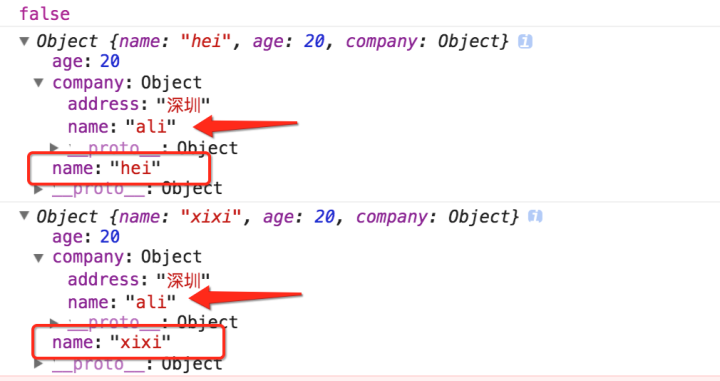 false
Object {name: "hei", age: 20, company: Object} i
age: 20
company: Object
address: "深圳"
name: "ali"
__proto__: Object
name: "hei"
__proto__: Object
Object {name: "xixi", age: 20, company: Object} i
age: 20
company: Object
address: "深圳"
name: "ali"
__proto__: Object
name: "xixi"
__proto__: Object